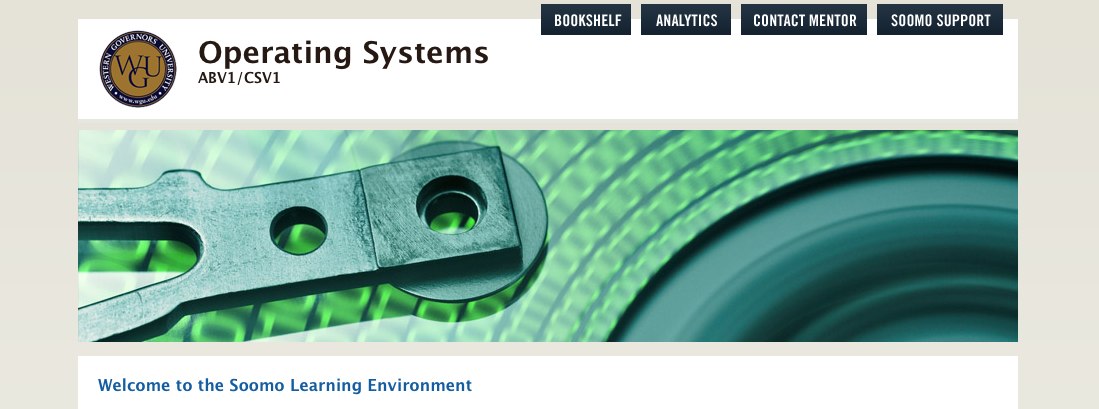 BOOKSHELF
ANALYTICS
CONTACT MENTOR
SOOMO SUPPORT
WESTERN GOVERNORS UNIVERSITY
WGU
www.wgu.edu
Operating Systems
ABV1/CSV1
Welcome to the Soomo Learning Environment